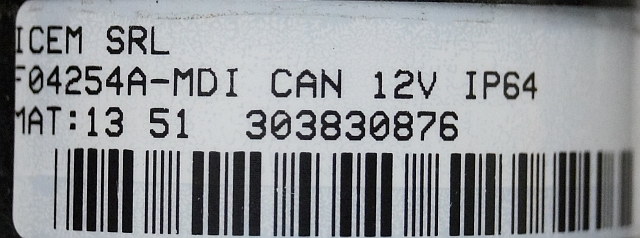 ICEM SRL
F04254A-MDI CAN 12V IP64
MAT:13 51 303830876